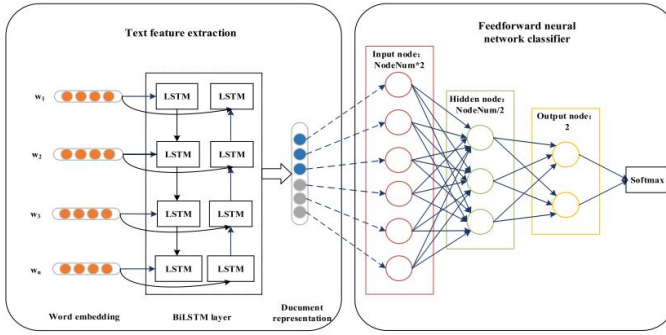 Text feature extraction
Feedforward neural
network classifier
Input node:
NodeNum*2
Hidden node:
NodeNum/2
Output node:
2
w₁
LSTM
LSTM
w₂
LSTM
LSTM
w₃
LSTM
LSTM
wₙ
LSTM
LSTM
Softmax
Word embedding
BiLSTM layer
Ducument
representation